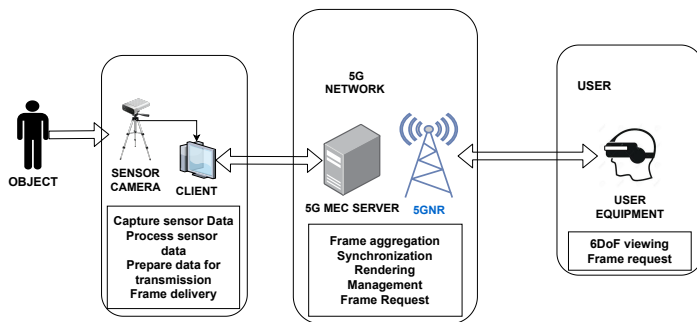 OBJECT
SENSOR
CAMERA
CLIENT
Capture sensor Data
Process sensor
data
Prepare data for
transmission
Frame delivery
5G
NETWORK
5G MEC SERVER
5GNR
Frame aggregation
Synchronization
Rendering
Management
Frame Request
USER
USER
EQUIPMENT
6DoF viewing
Frame request